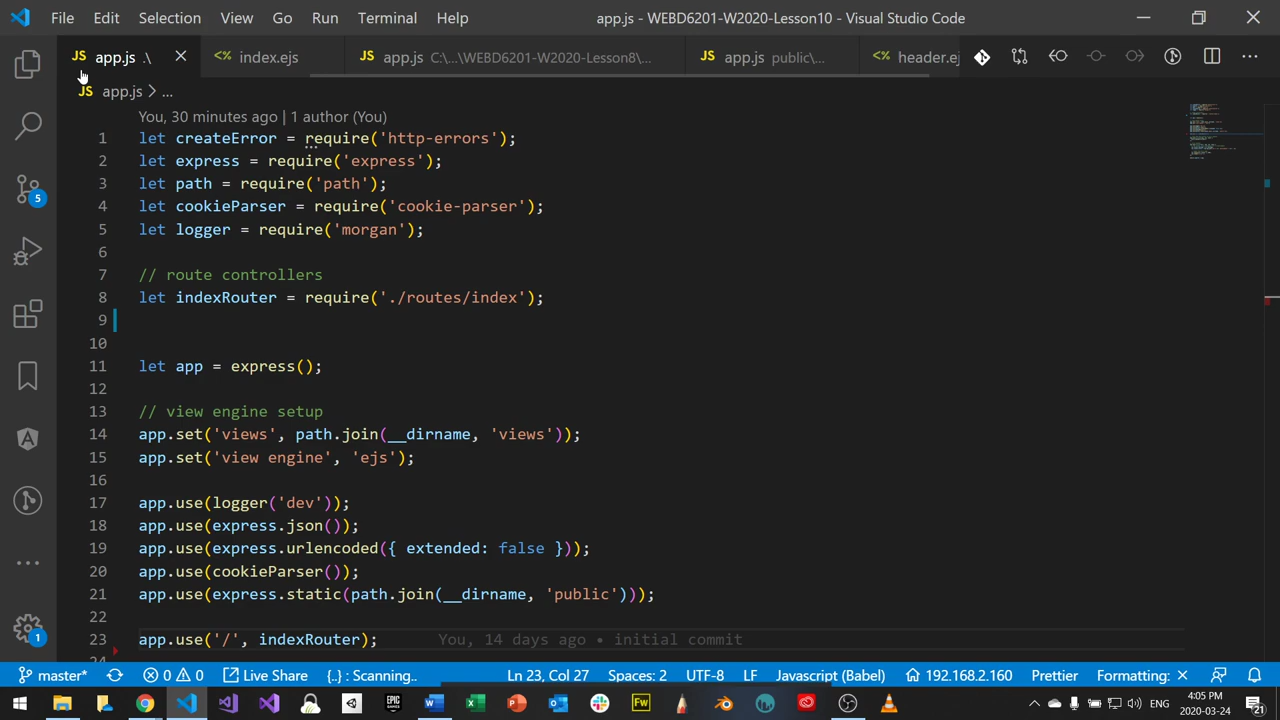 File Edit Selection View Go Run Terminal Help app.js - WEBD6201-W2020-Lesson10 - Visual Studio Code
JS app.js .\ <% index.ejs JS app.js C:\...\WEBD6201-W2020-Lesson8\... JS app.js public\... <% header.ej
JS app.js > ...
You, 30 minutes ago | 1 author (You)
1 let createError = require('http-errors');
2 let express = require('express');
3 let path = require('path');
4 let cookieParser = require('cookie-parser');
5 let logger = require('morgan');
6
7 // route controllers
8 let indexRouter = require('./routes/index');
9
10
11 let app = express();
12
13 // view engine setup
14 app.set('views', path.join(__dirname, 'views'));
15 app.set('view engine', 'ejs');
16
17 app.use(logger('dev'));
18 app.use(express.json());
19 app.use(express.urlencoded({ extended: false }));
20 app.use(cookieParser());
21 app.use(express.static(path.join(__dirname, 'public')));
22
23 app.use('/', indexRouter); You, 14 days ago • initial commit
24
5
1
master* 0 0 Live Share {..} : Scanning.. Ln 23, Col 27 Spaces: 2 UTF-8 LF Javascript (Babel) 192.168.2.160 Prettier Formatting: ×
EPIC GAMES Fw ENG 4:05 PM
2020-03-24 21